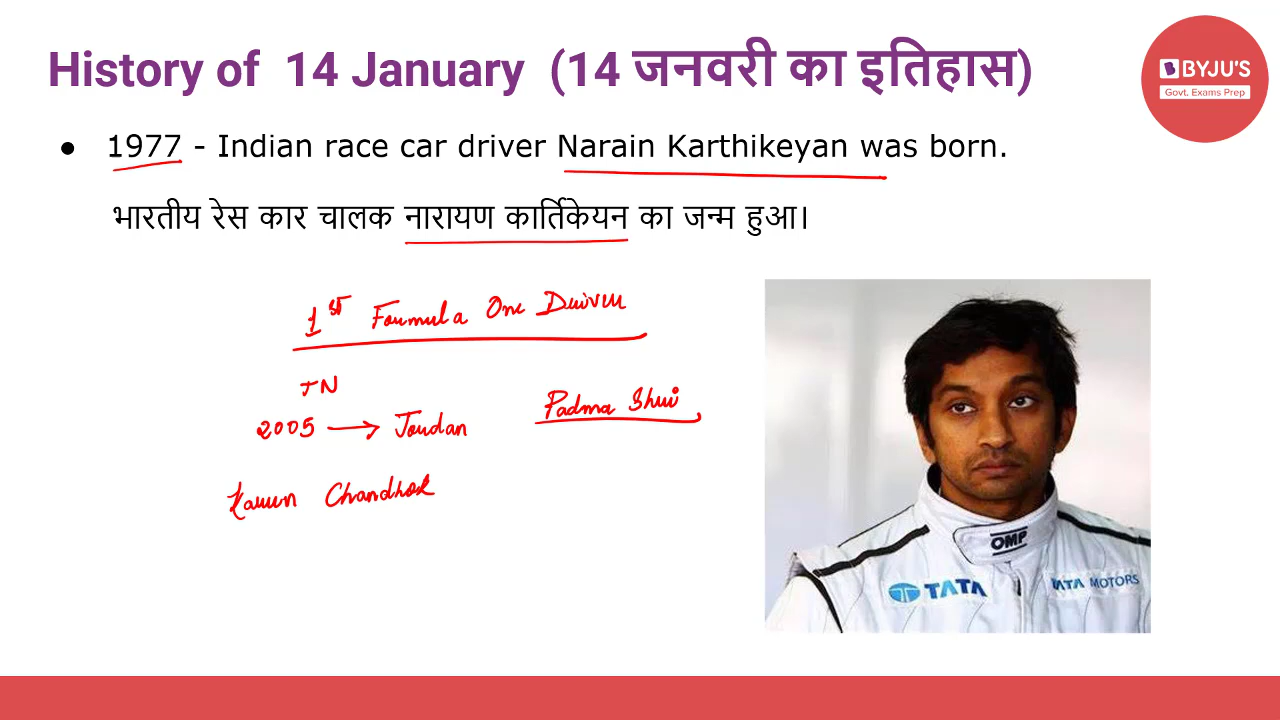 History of 14 January (14 जनवरी का इतिहास)
BYJU'S
Govt. Exams Prep
● 1977 - Indian race car driver Narain Karthikeyan was born.
भारतीय रेस कार चालक नारायण कार्तिकेयन का जन्म हुआ।
1ST Formula One Driver
TN
2005 → Jordan
Padma Shri
Karun Chandhok
OMP
TATA
TATA MOTORS